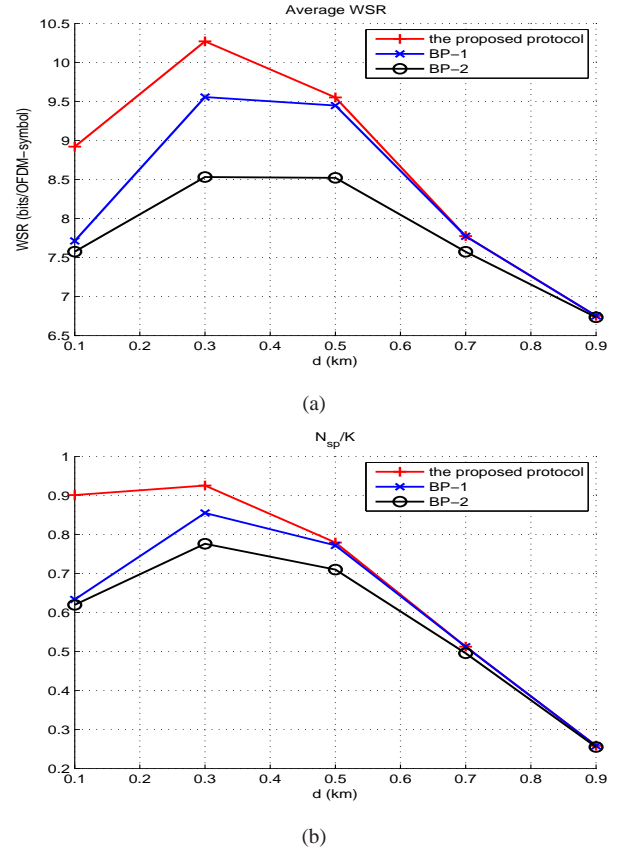 Average WSR
10.5
10
9.5
9
8.5
8
7.5
7
6.5
WSR (bits/OFDM−symbol)
the proposed protocol
BP−1
BP−2
0.1 0.2 0.3 0.4 0.5 0.6 0.7 0.8 0.9
d (km)
(a)
N_sp/K
1
0.9
0.8
0.7
0.6
0.5
0.4
0.3
0.2
the proposed protocol
BP−1
BP−2
0.1 0.2 0.3 0.4 0.5 0.6 0.7 0.8 0.9
d (km)
(b)